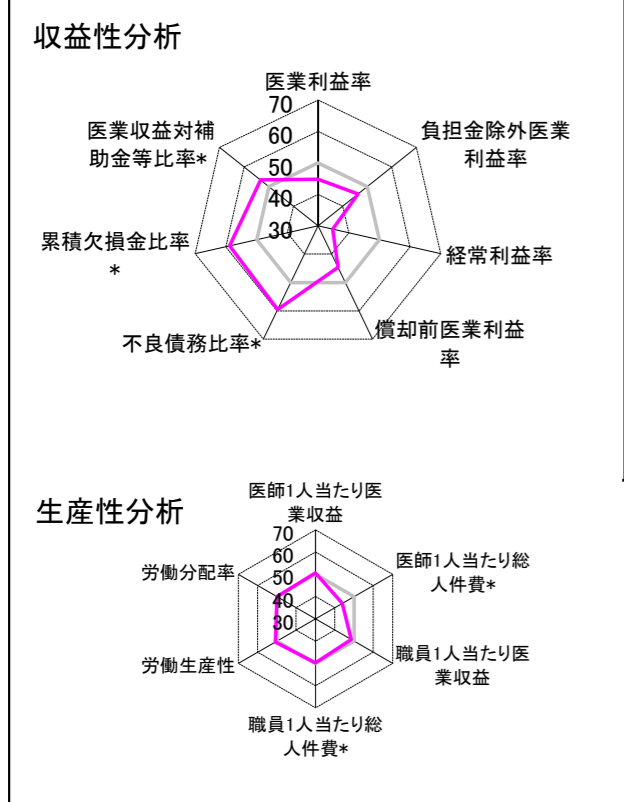 収益性分析
医業利益率
負担金除外医業
利益率
経常利益率
償却前医業利益
率
不良債務比率*
累積欠損金比率
*
医業収益対補
助金等比率*
70
60
50
40
30
生産性分析
医師1人当たり医
業収益
医師1人当たり総
人件費*
職員1人当たり医
業収益
職員1人当たり総
人件費*
労働生産性
労働分配率
70
60
50
40
30